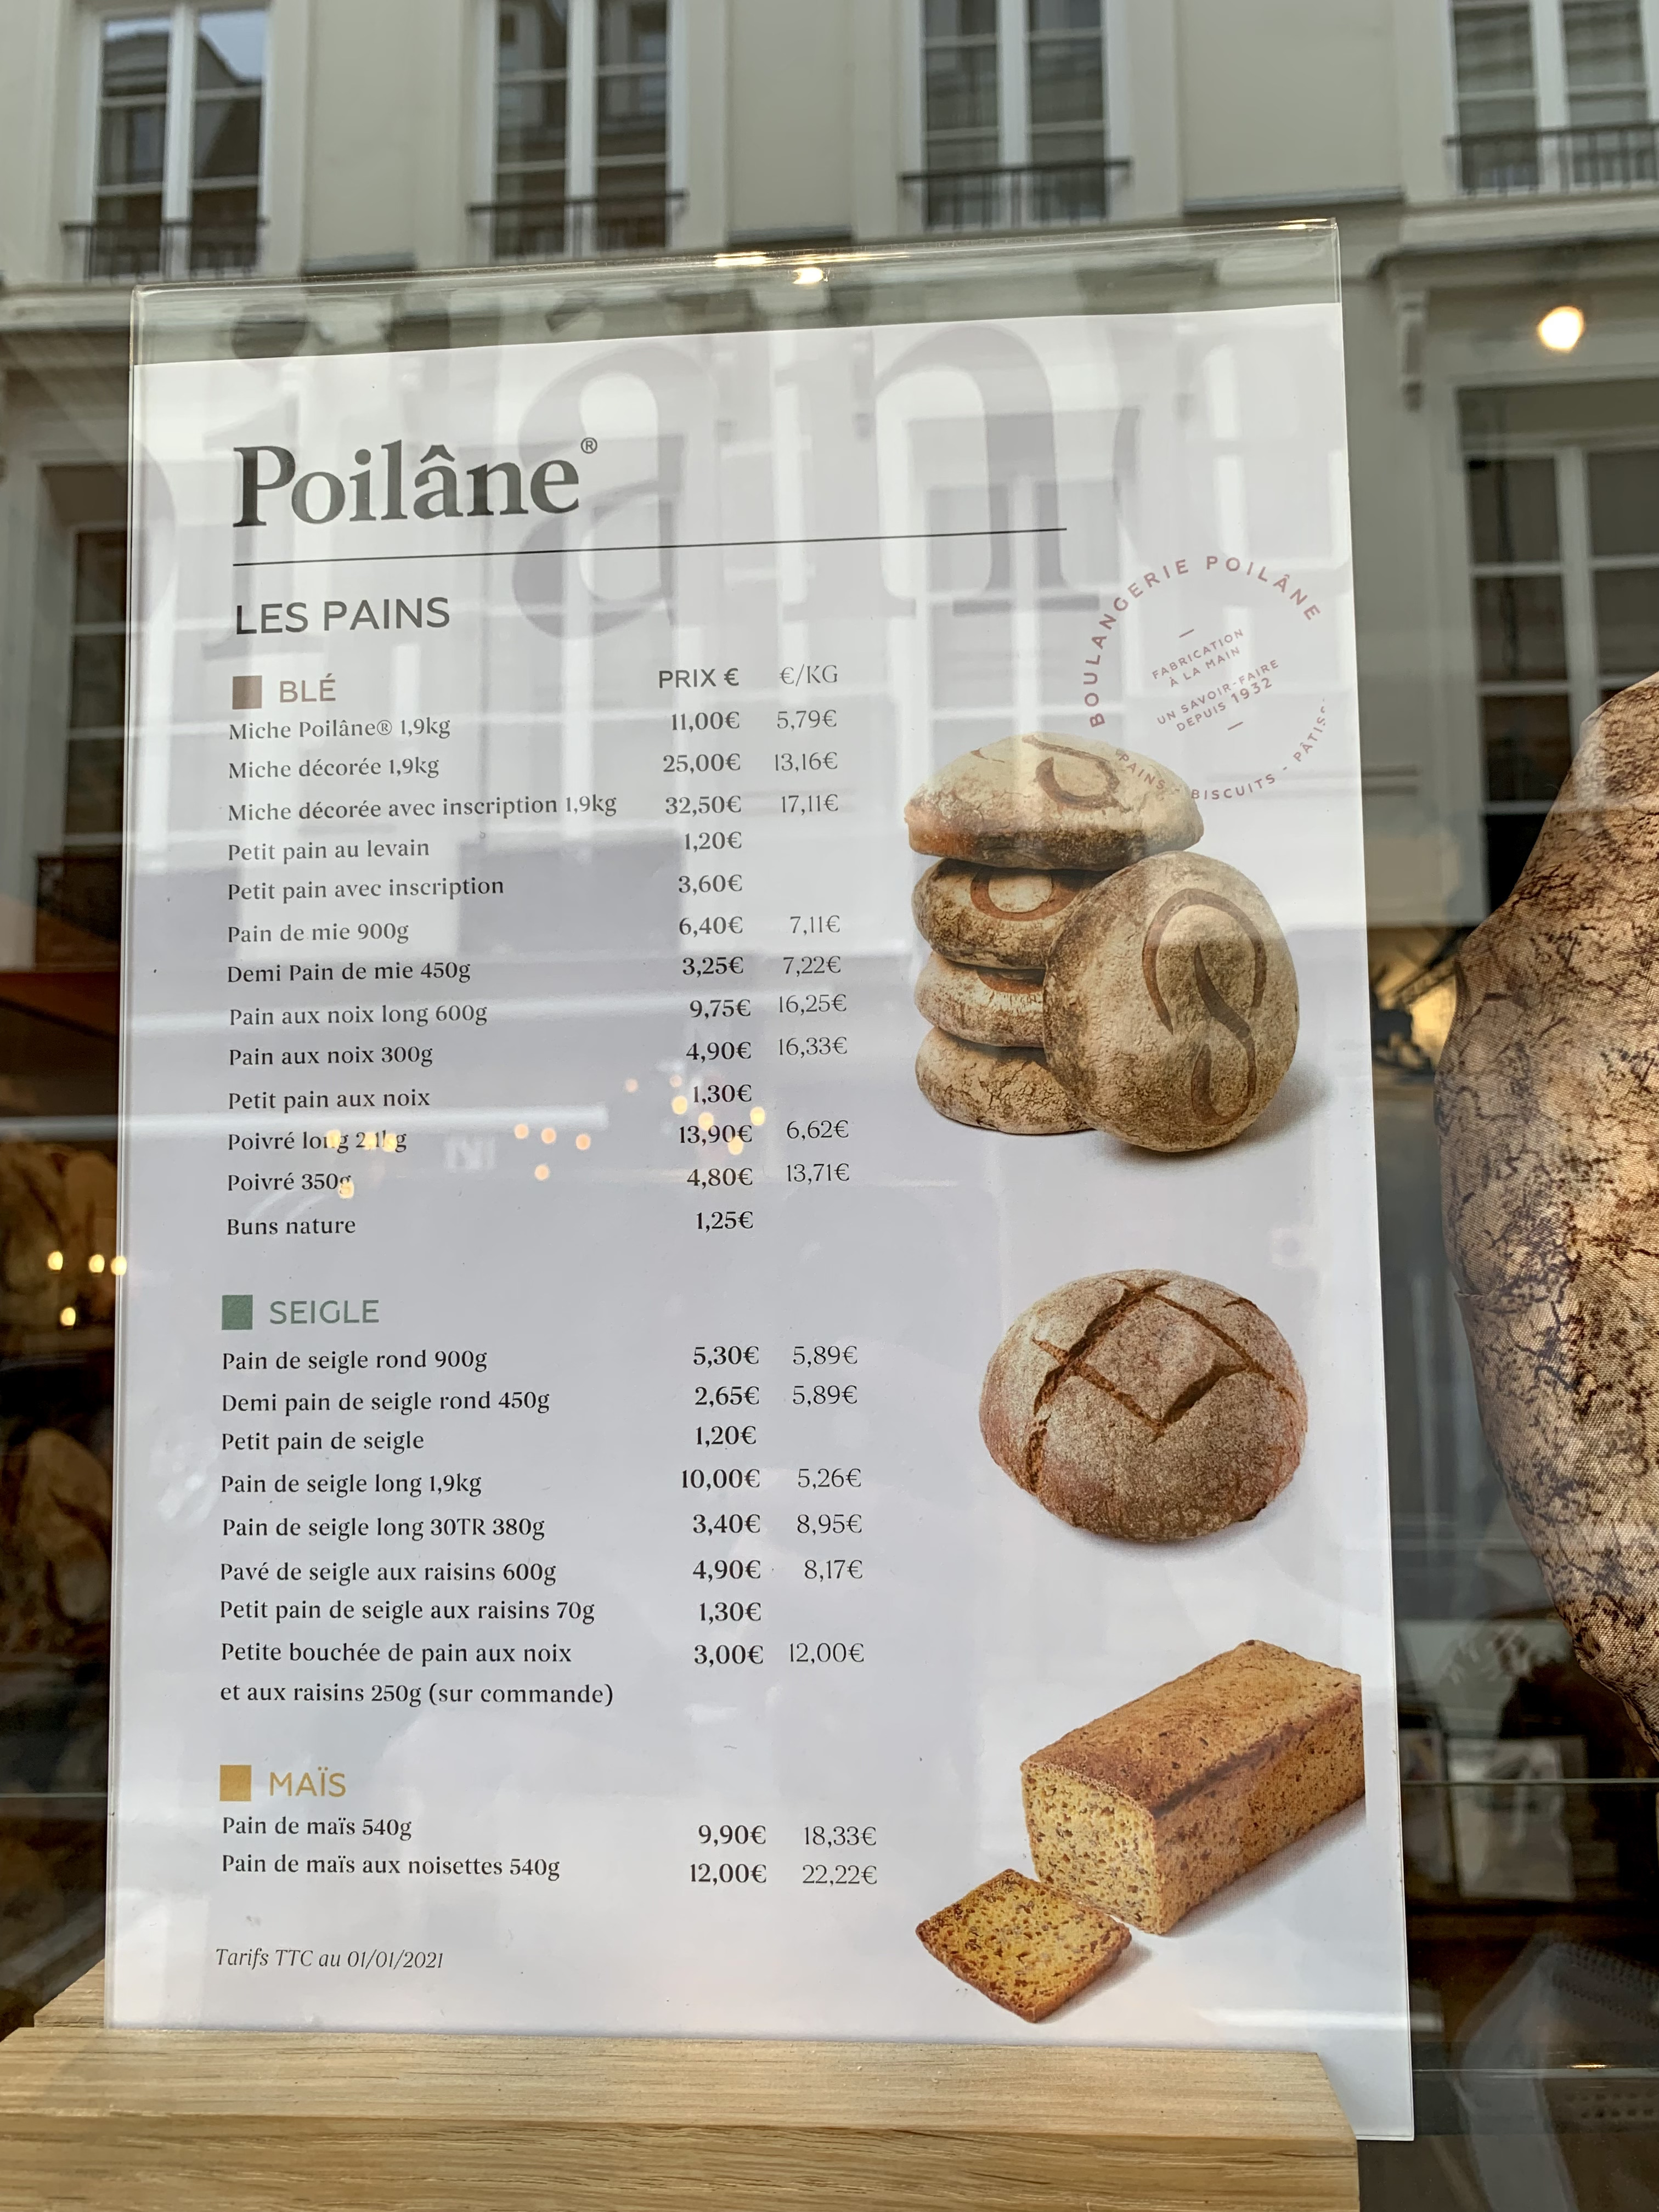 Poilâne®
LES PAINS
BOULANGERIE POILÂNE
FABRICATION
À LA MAIN
UN SAVOIR-FAIRE
DEPUIS 1932
PAINS - BISCUITS - PÂTISS
BLÉ PRIX € €/KG
Miche Poilâne® 1,9kg 11,00€ 5,79€
Miche décorée 1,9kg 25,00€ 13,16€
Miche décorée avec inscription 1,9kg 32,50€ 17,11€
Petit pain au levain 1,20€
Petit pain avec inscription 3,60€
Pain de mie 900g 6,40€ 7,11€
Demi Pain de mie 450g 3,25€ 7,22€
Pain aux noix long 600g 9,75€ 16,25€
Pain aux noix 300g 4,90€ 16,33€
Petit pain aux noix 1,30€
Poivré long 2.1kg 13,90€ 6,62€
Poivré 350g 4,80€ 13,71€
Buns nature 1,25€
SEIGLE
Pain de seigle rond 900g 5,30€ 5,89€
Demi pain de seigle rond 450g 2,65€ 5,89€
Petit pain de seigle 1,20€
Pain de seigle long 1,9kg 10,00€ 5,26€
Pain de seigle long 30TR 380g 3,40€ 8,95€
Pavé de seigle aux raisins 600g 4,90€ 8,17€
Petit pain de seigle aux raisins 70g 1,30€
Petite bouchée de pain aux noix 3,00€ 12,00€
et aux raisins 250g (sur commande)
MAÏS
Pain de maïs 540g 9,90€ 18,33€
Pain de maïs aux noisettes 540g 12,00€ 22,22€
Tarifs TTC au 01/01/2021